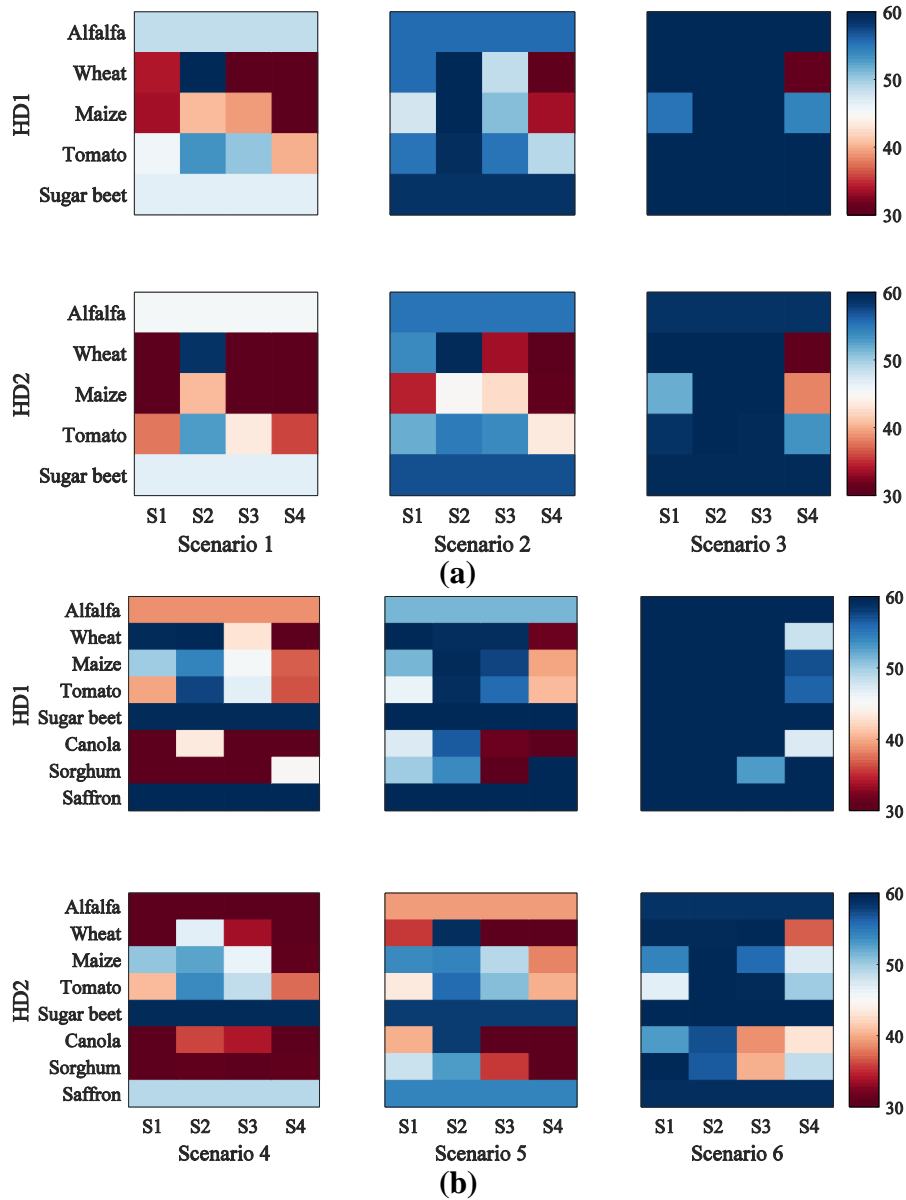 HD1
Alfalfa
Wheat
Maize
Tomato
Sugar beet
60
50
40
30
HD2
Alfalfa
Wheat
Maize
Tomato
Sugar beet
60
50
40
30
S1 S2 S3 S4 S1 S2 S3 S4 S1 S2 S3 S4
Scenario 1 Scenario 2 Scenario 3
(a)
HD1
Alfalfa
Wheat
Maize
Tomato
Sugar beet
Canola
Sorghum
Saffron
60
50
40
30
HD2
Alfalfa
Wheat
Maize
Tomato
Sugar beet
Canola
Sorghum
Saffron
60
50
40
30
S1 S2 S3 S4 S1 S2 S3 S4 S1 S2 S3 S4
Scenario 4 Scenario 5 Scenario 6
(b)